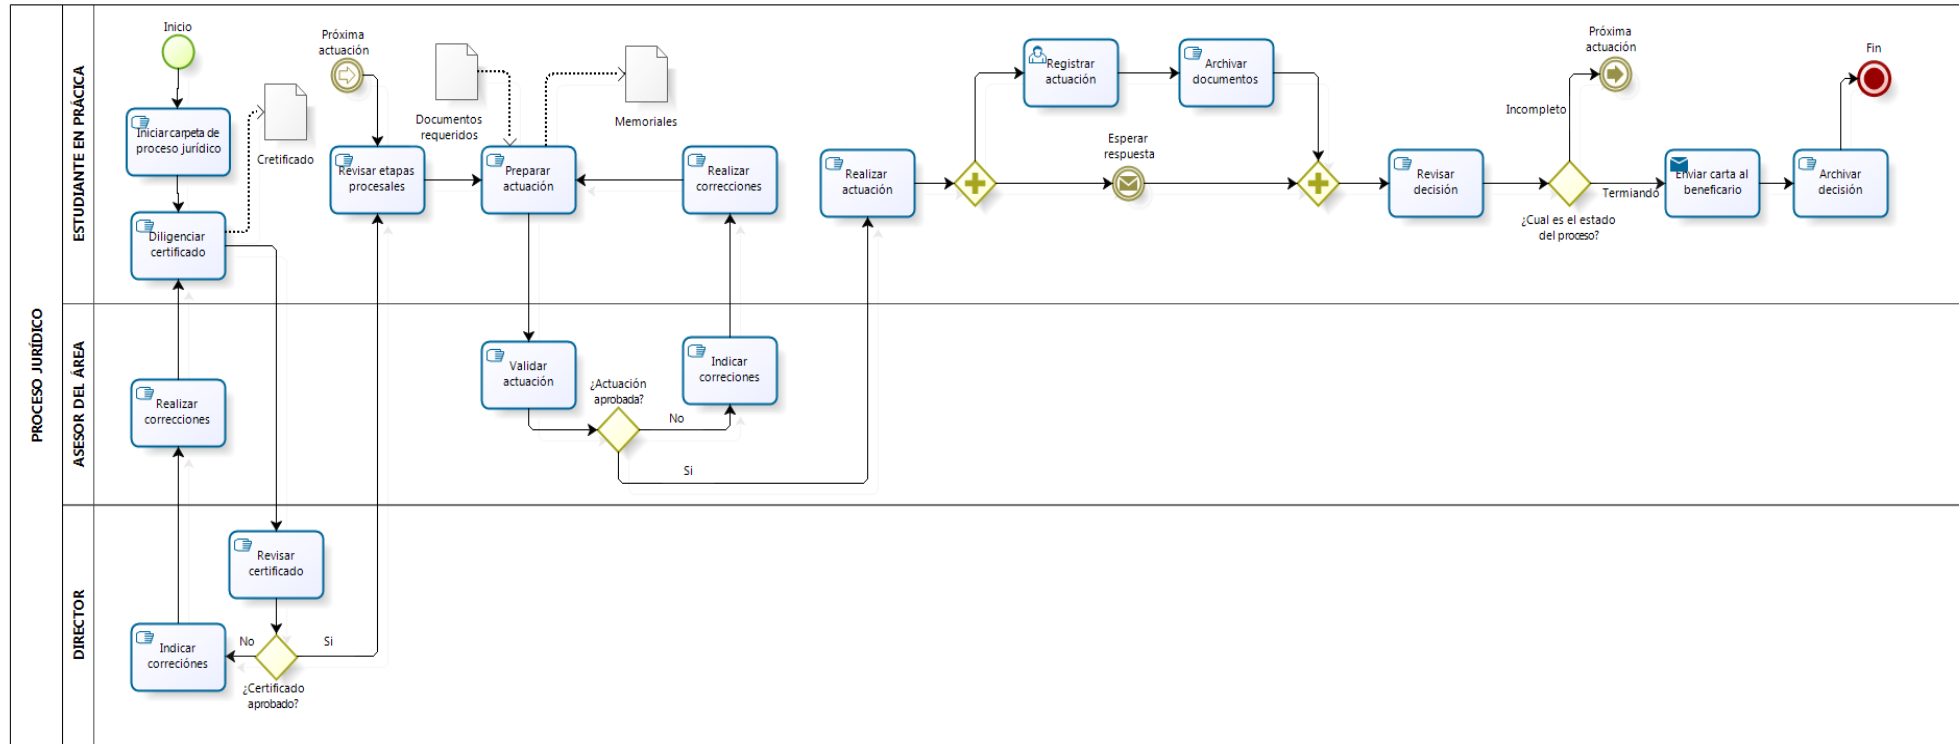 PROCESO JURÍDICO
ESTUDIANTE EN PRÁCICA
Inicio
Iniciar carpeta de
proceso jurídico
Diligenciar
certificado
Cretificado
Próxima
actuación
Revisar etapas
procesales
Documentos
requeridos
Preparar
actuación
Memoriales
Realizar
correcciones
Realizar
actuación
Registrar
actuación
Archivar
documentos
Esperar
respuesta
Revisar
decisión
¿Cual es el estado
del proceso?
Incompleto
Próxima
actuación
Termiando
Enviar carta al
beneficario
Archivar
decisión
Fin
ASESOR DEL ÁREA
Realizar
correcciones
Validar
actuación
¿Actuación
aprobada?
No
Si
Indicar
correciones
DIRECTOR
Revisar
certificado
Indicar
correciónes
No
Si
¿Certificado
aprobado?